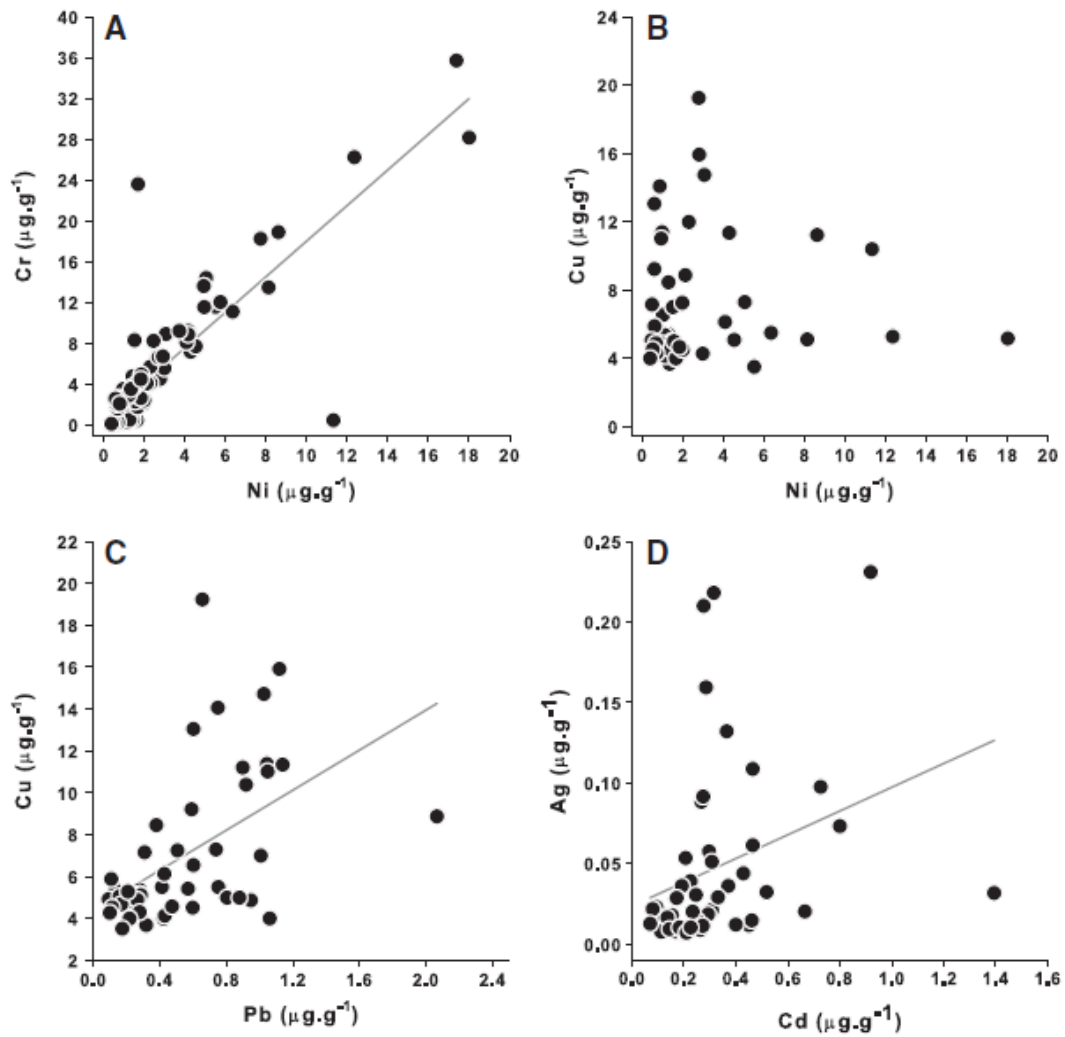 A
40
36
32
28
24
20
16
12
8
4
0
Cr (µg.g⁻¹)
0 2 4 6 8 10 12 14 16 18 20
Ni (µg.g⁻¹)
B
24
20
16
12
8
4
0
Cu (µg.g⁻¹)
0 2 4 6 8 10 12 14 16 18 20
Ni (µg.g⁻¹)
C
22
20
18
16
14
12
10
8
6
4
2
Cu (µg.g⁻¹)
0.0 0.4 0.8 1.2 1.6 2.0 2.4
Pb (µg.g⁻¹)
D
0.25
0.20
0.15
0.10
0.05
0.00
Ag (µg.g⁻¹)
0.0 0.2 0.4 0.6 0.8 1.0 1.2 1.4 1.6
Cd (µg.g⁻¹)